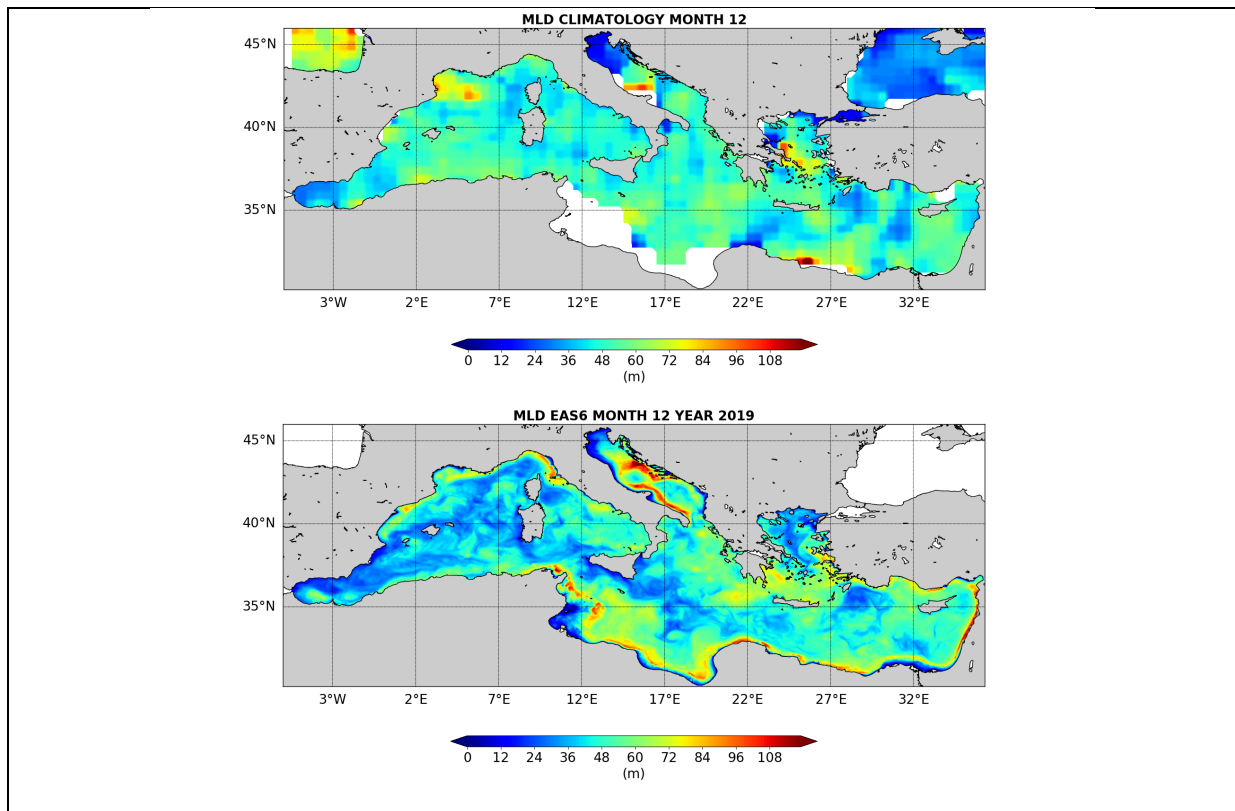 MLD CLIMATOLOGY MONTH 12
45°N
40°N
35°N
3°W 2°E 7°E 12°E 17°E 22°E 27°E 32°E
0 12 24 36 48 60 72 84 96 108
(m)
MLD EAS6 MONTH 12 YEAR 2019
45°N
40°N
35°N
3°W 2°E 7°E 12°E 17°E 22°E 27°E 32°E
0 12 24 36 48 60 72 84 96 108
(m)